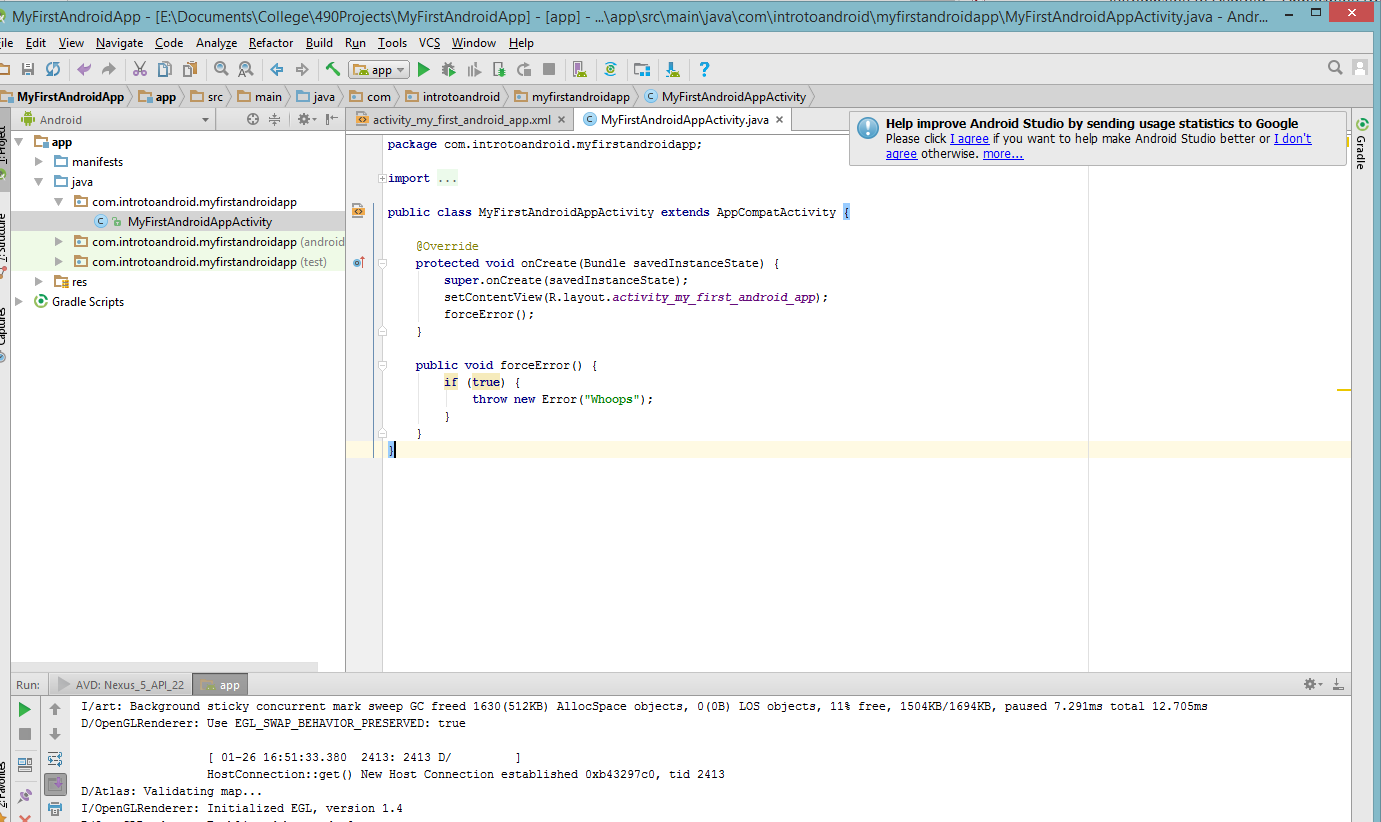 MyFirstAndroidApp - [E:\Documents\College\490Projects\MyFirstAndroidApp] - [app] - ...\app\src\main\java\com\introtoandroid\myfirstandroidapp\MyFirstAndroidAppActivity.java - Andr...
ile Edit View Navigate Code Analyze Refactor Build Run Tools VCS Window Help
app
MyFirstAndroidApp app src main java com introtoandroid myfirstandroidapp MyFirstAndroidAppActivity
Android
activity_my_first_android_app.xml MyFirstAndroidAppActivity.java
Help improve Android Studio by sending usage statistics to Google
Please click I agree if you want to help make Android Studio better or I don't
agree otherwise. more...
Gradle
1: Project
Z: Structure
Captures
2: Favorites
app
manifests
java
com.introtoandroid.myfirstandroidapp
MyFirstAndroidAppActivity
com.introtoandroid.myfirstandroidapp (android
com.introtoandroid.myfirstandroidapp (test)
res
Gradle Scripts
package com.introtoandroid.myfirstandroidapp;
import ...
public class MyFirstAndroidAppActivity extends AppCompatActivity {
@Override
protected void onCreate(Bundle savedInstanceState) {
super.onCreate(savedInstanceState);
setContentView(R.layout.activity_my_first_android_app);
forceError();
}
public void forceError() {
if (true) {
throw new Error("Whoops");
}
}
}
Run: AVD: Nexus_5_API_22 app
I/art: Background sticky concurrent mark sweep GC freed 1630(512KB) AllocSpace objects, 0(0B) LOS objects, 11% free, 1504KB/1694KB, paused 7.291ms total 12.705ms
D/OpenGLRenderer: Use EGL_SWAP_BEHAVIOR_PRESERVED: true
[ 01-26 16:51:33.380 2413: 2413 D/ ]
HostConnection::get() New Host Connection established 0xb43297c0, tid 2413
D/Atlas: Validating map...
I/OpenGLRenderer: Initialized EGL, version 1.4